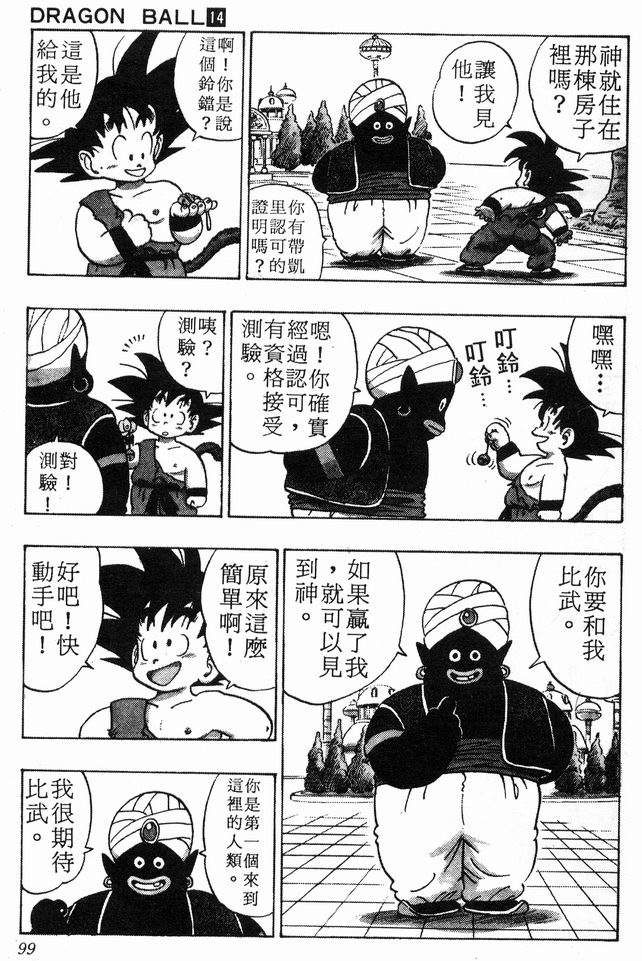 DRAGON BALL 14
神就住在
那棟房子
裡嗎？
讓我見
他！
你有帶凱
里認可的
證明嗎？
啊！你是說
這個鈴鐺？
這是他
給我的。
嘿嘿…
叮鈴…
叮鈴…
嗯！你確實
經過認可，
有資格接受
測驗。
咦？
測驗？
對！
測驗！
你要和我
比武。
如果贏了我
，就可以見
到神。
原來這麼
簡單啊！
好吧！快
動手吧！
你是第一個來到
這裡的人類。
我很期待
比武。
99